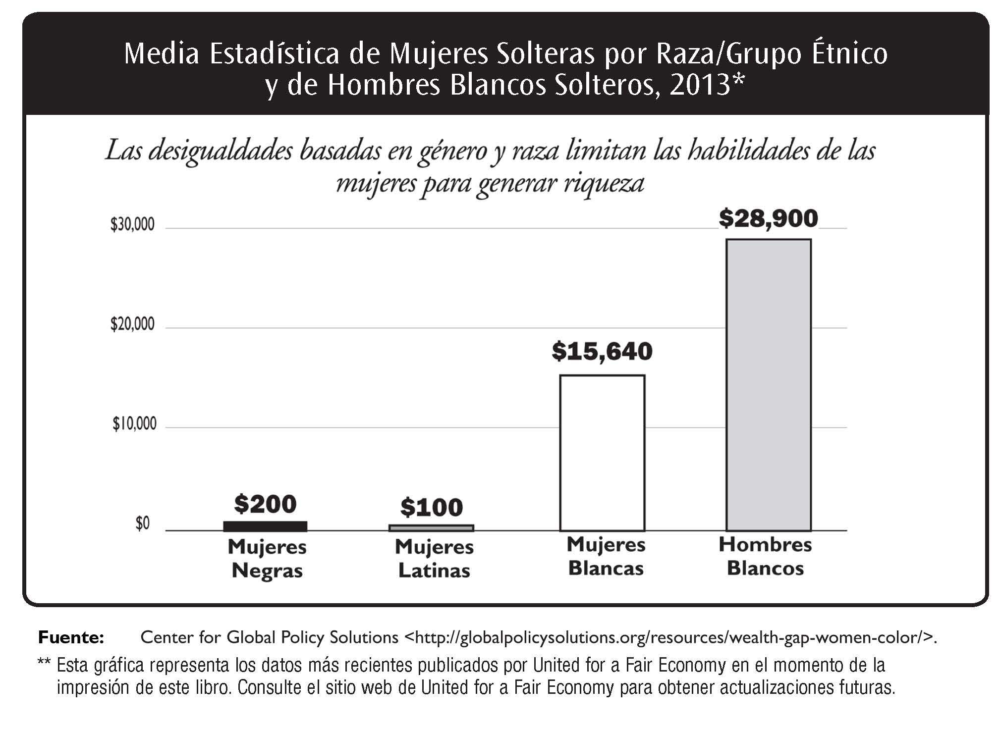 Media Estadística de Mujeres Solteras por Raza/Grupo Étnico
y de Hombres Blancos Solteros, 2013*
Las desigualdades basadas en género y raza limitan las habilidades de las
mujeres para generar riqueza
$30,000
$28,900
$20,000
$15,640
$10,000
$200
$100
$0
Mujeres
Negras
Mujeres
Latinas
Mujeres
Blancas
Hombres
Blancos
Fuente: Center for Global Policy Solutions <http://globalpolicysolutions.org/resources/wealth-gap-women-color/>.
** Esta gráfica representa los datos más recientes publicados por United for a Fair Economy en el momento de la
impresión de este libro. Consulte el sitio web de United for a Fair Economy para obtener actualizaciones futuras.